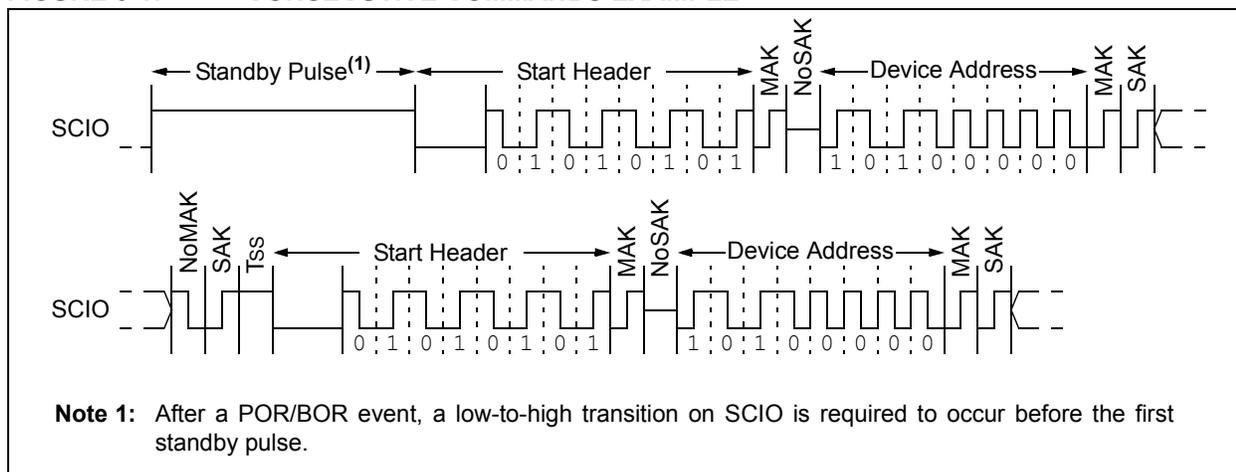 Standby Pulse(1) Start Header MAK NoSAK Device Address MAK SAK
SCIO
0 1 0 1 0 1 0 1 1 0 1 0 0 0 0 0
NoMAK SAK TSS Start Header MAK NoSAK Device Address MAK SAK
SCIO
0 1 0 1 0 1 0 1 1 0 1 0 0 0 0 0
Note 1: After a POR/BOR event, a low-to-high transition on SCIO is required to occur before the first
standby pulse.